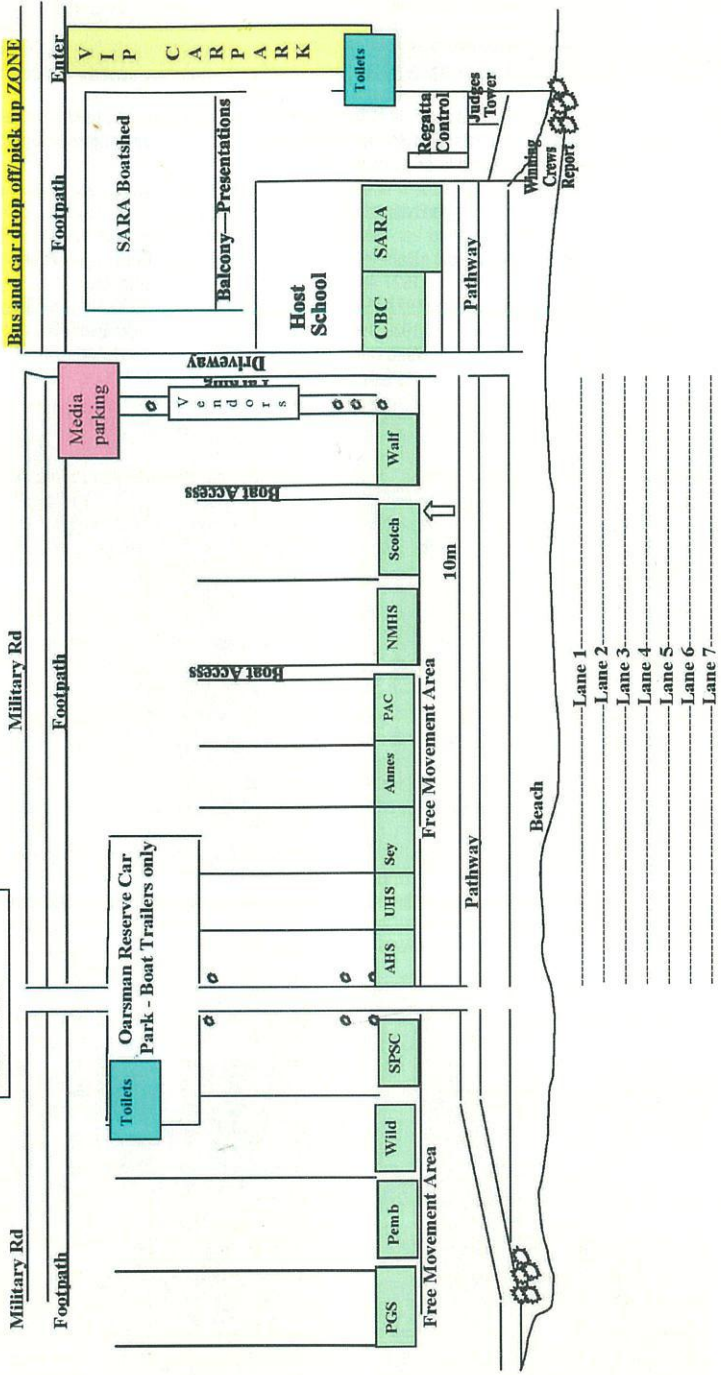 Bus and car drop off/pick up ZONE
Military Rd
Military Rd
Enter
Footpath
Footpath
Footpath
VIP CARPARK
Toilets
SARA Boatshed
Balcony—Presentations
Regatta
Control
Judges
Tower
Winning
Crews
Report
Host
School
CBC
SARA
Pathway
Driveway
Media
parking
Vendors
Boat Access
Boat Access
Walf
Scotch
10m
NMHS
PAC
Annes
Sey
UHS
AHS
Free Movement Area
Pathway
Oarsman Reserve Car
Park - Boat Trailers only
Toilets
SPSC
Wild
Pemb
PGS
Free Movement Area
Beach
Lane 1
Lane 2
Lane 3
Lane 4
Lane 5
Lane 6
Lane 7